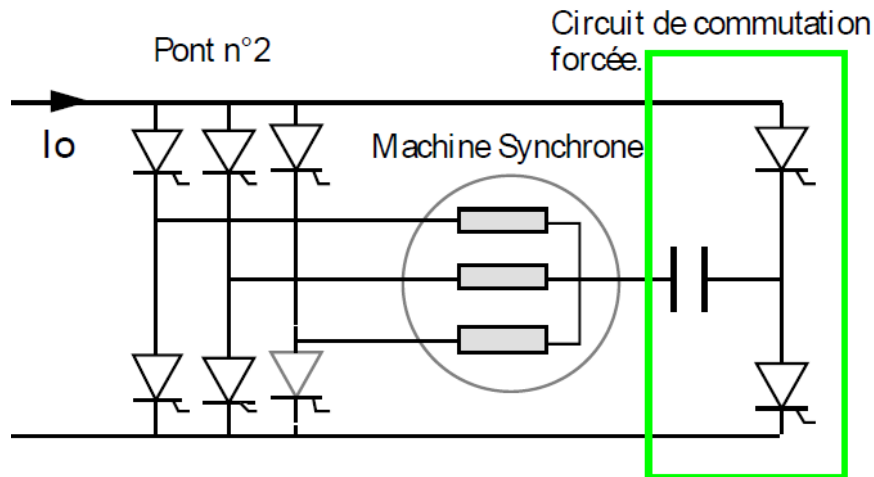 Circuit de commutation
forcée.
Pont n°2
Io
Machine Synchrone